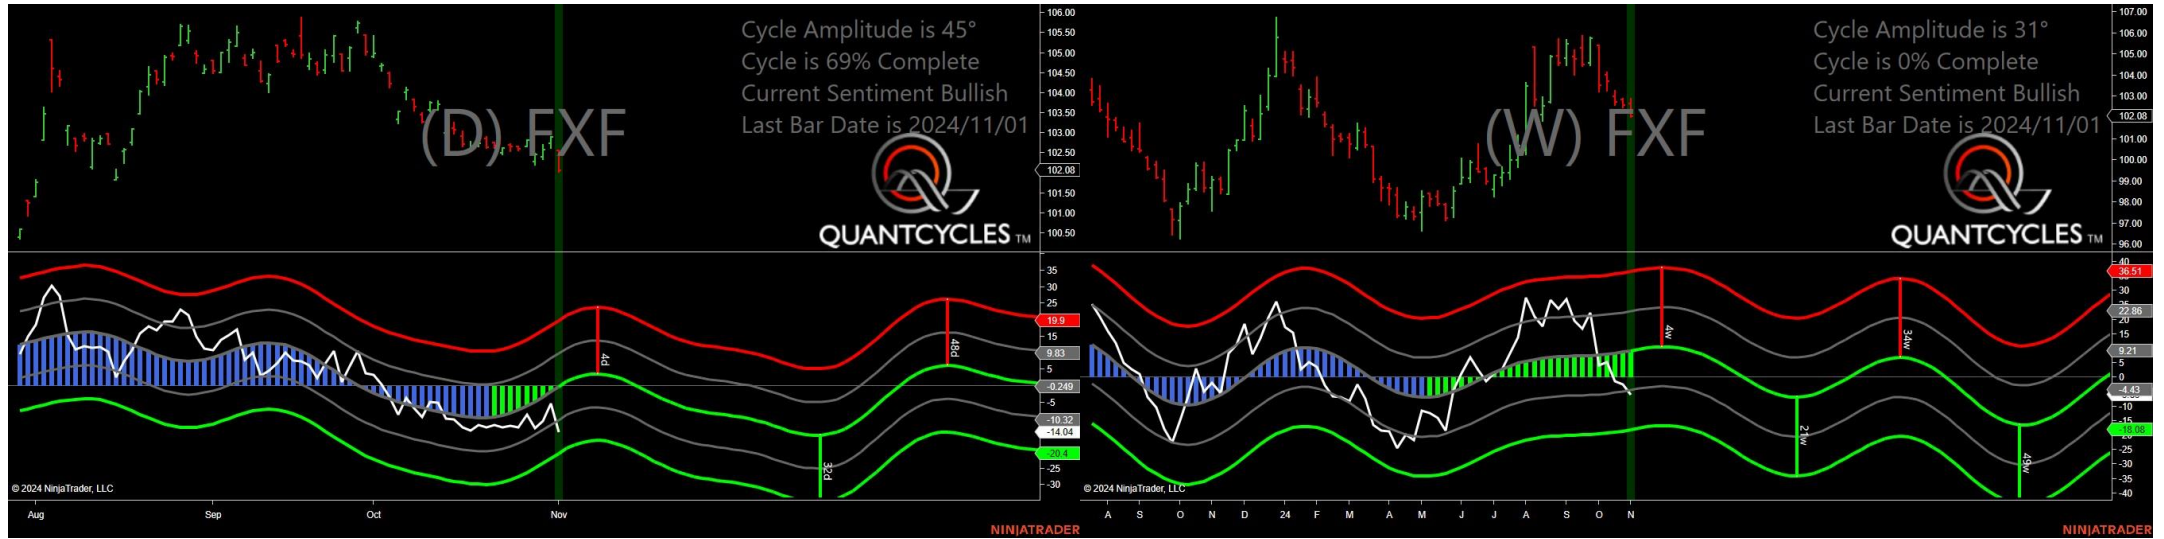 Cycle Amplitude is 45°
Cycle is 69% Complete
Current Sentiment Bullish
Last Bar Date is 2024/11/01
(D) FXF
QUANTCYCLES TM
106.00
105.50
105.00
104.50
104.00
103.50
103.00
102.50
102.08
101.50
101.00
100.50
35
30
25
19.9
15
9.83
5
-0.249
-5
-10.32
-14.04
-20.4
-25
-30
4d
48d
32d
© 2024 NinjaTrader, LLC
Aug Sep Oct Nov
NINJATRADER
Cycle Amplitude is 31°
Cycle is 0% Complete
Current Sentiment Bullish
Last Bar Date is 2024/11/01
(W) FXF
QUANTCYCLES TM
107.00
106.00
105.00
104.00
103.00
102.08
101.00
100.00
99.00
98.00
97.00
96.00
40
36.51
30
22.86
20
15
9.21
5
0
-4.43
-10
-18.08
-25
-30
-35
-40
4w
34w
21w
49w
© 2024 NinjaTrader, LLC
A S O N D 24 F M A M J J A S O N
NINJATRADER